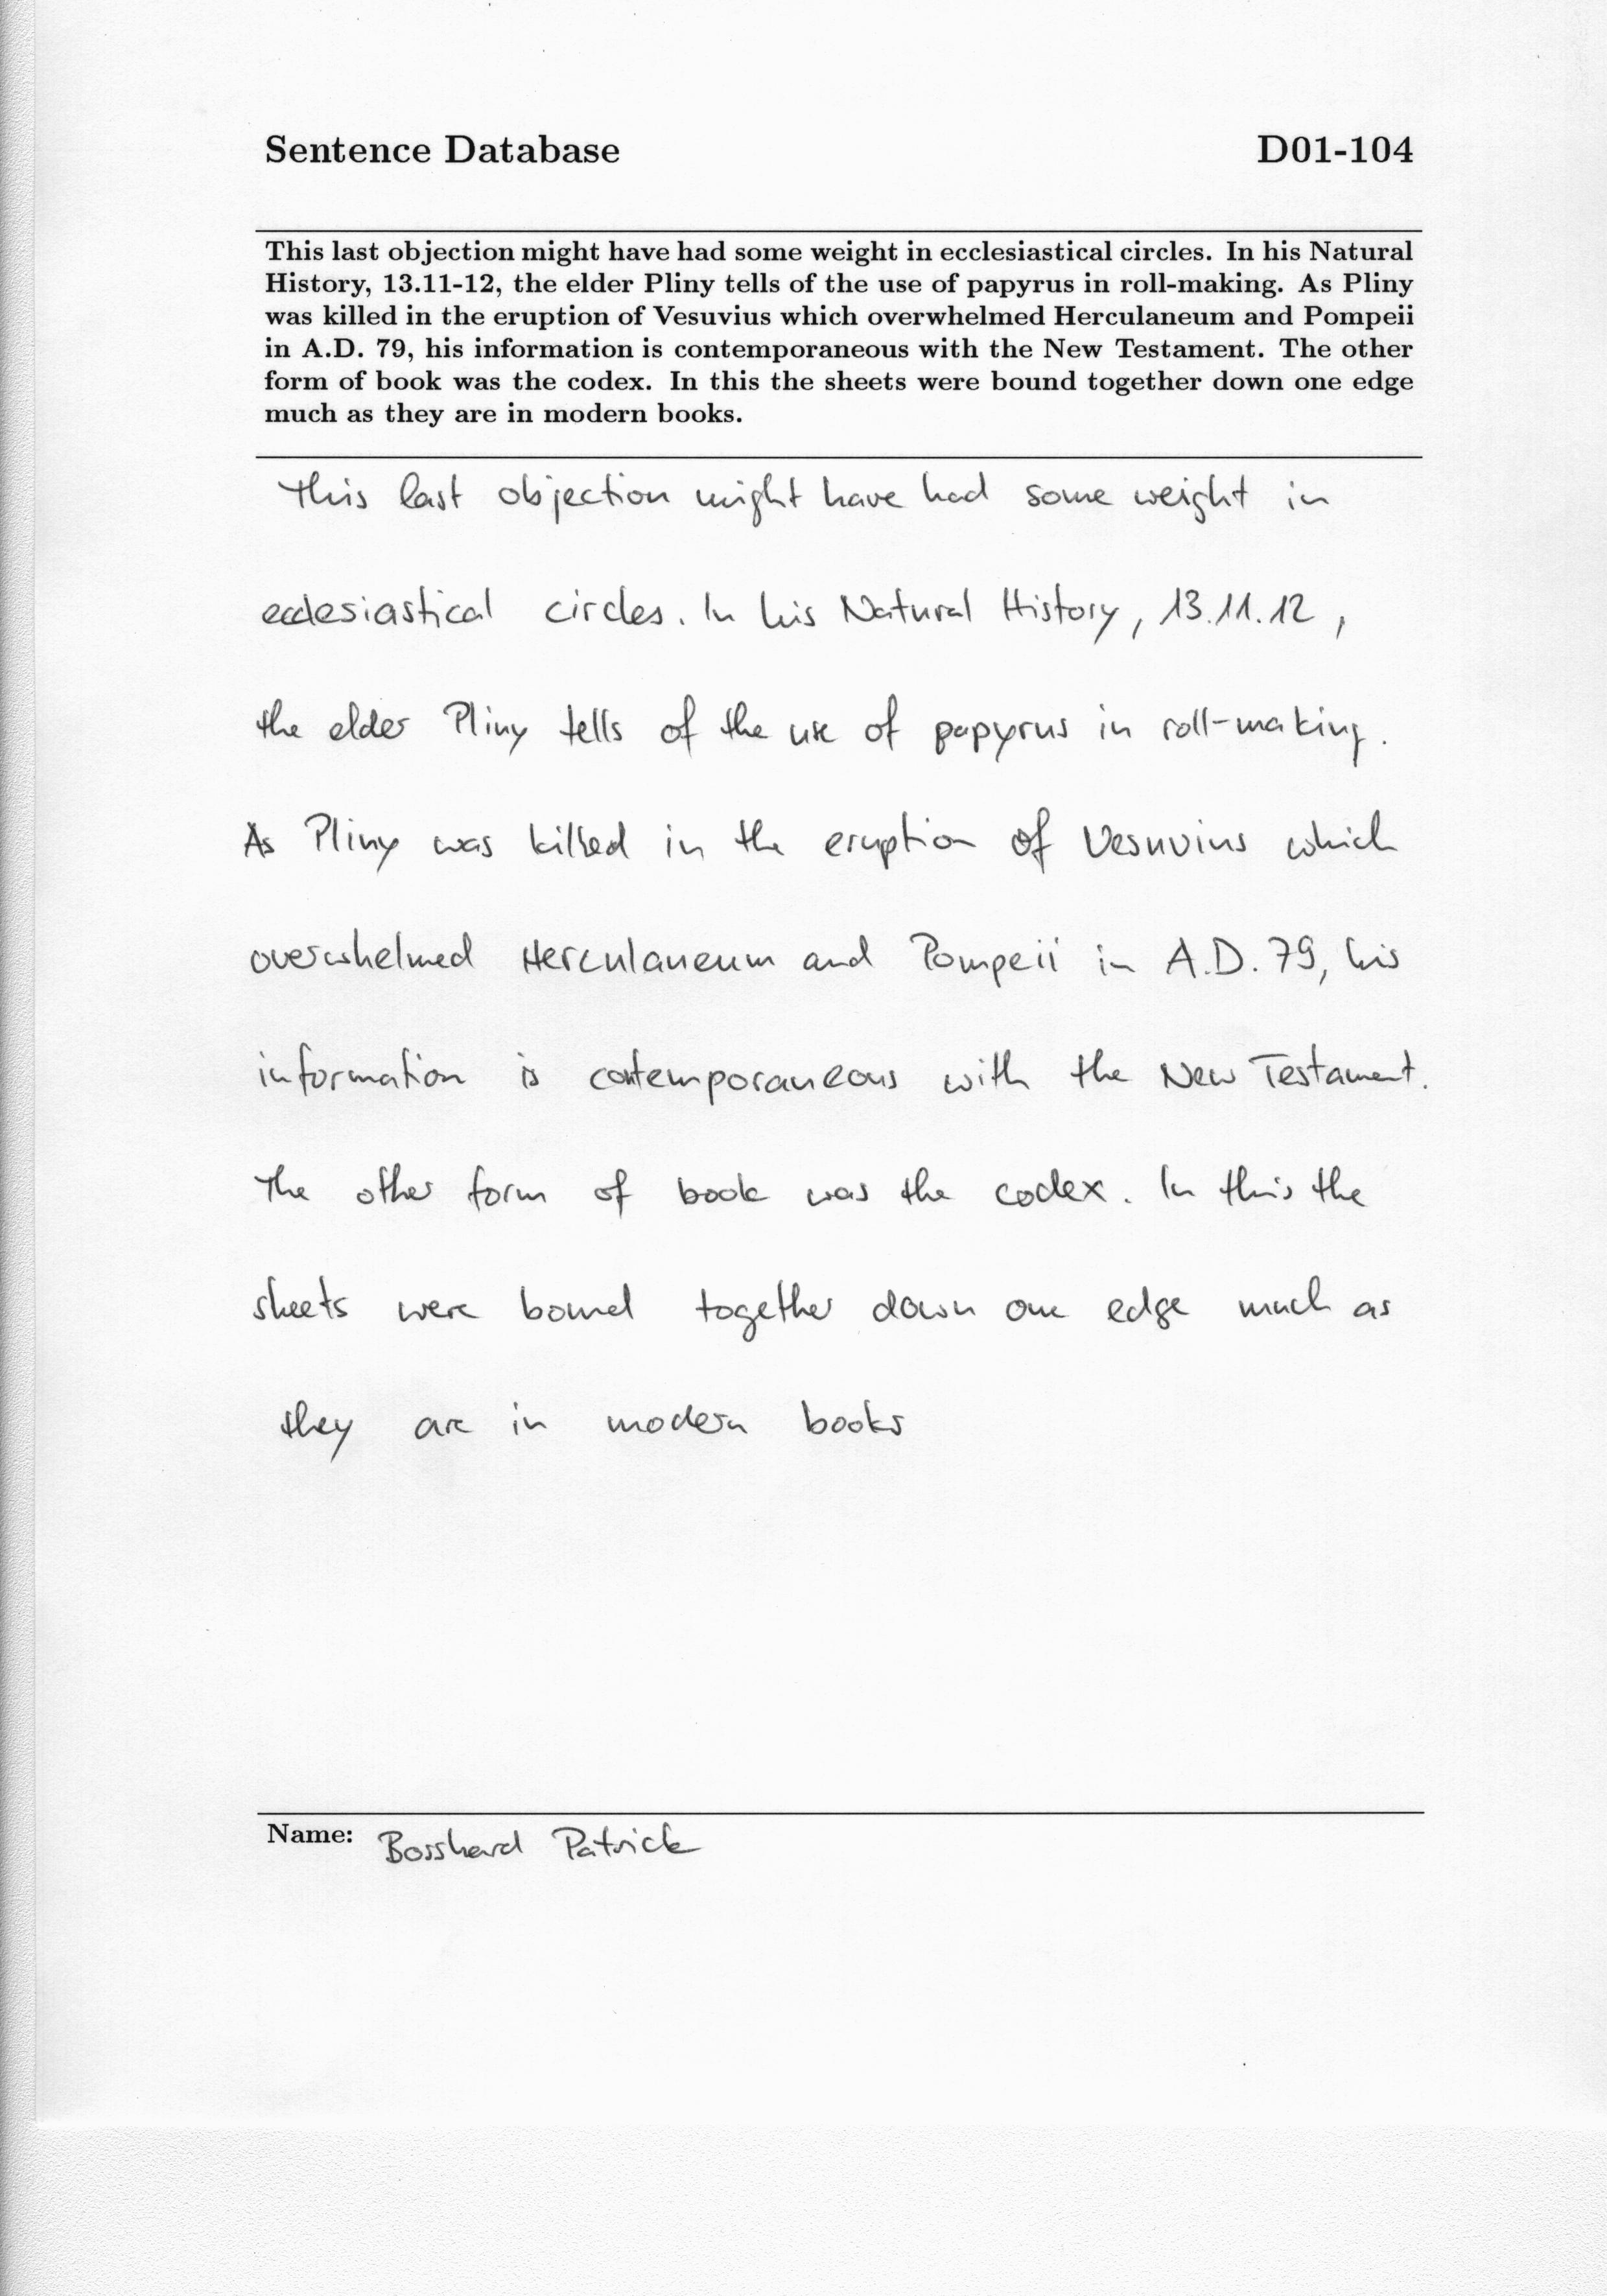 Sentence Database D01-104
This last objection might have had some weight in ecclesiastical circles. In his Natural
History, 13.11-12, the elder Pliny tells of the use of papyrus in roll-making. As Pliny
was killed in the eruption of Vesuvius which overwhelmed Herculaneum and Pompeii
in A.D. 79, his information is contemporaneous with the New Testament. The other
form of book was the codex. In this the sheets were bound together down one edge
much as they are in modern books.
This last objection might have had some weight in
ecclesiastical circles. In his Natural History, 13.11.12,
the elder Pliny tells of the use of papyrus in roll-making.
As Pliny was killed in the eruption of Vesuvius which
overwhelmed Herculaneum and Pompeii in A.D. 79, his
information is contemporaneous with the New Testament.
The other form of book was the codex. In this the
sheets were bound together down one edge much as
they are in modern books
Name: Bosshard Patrick